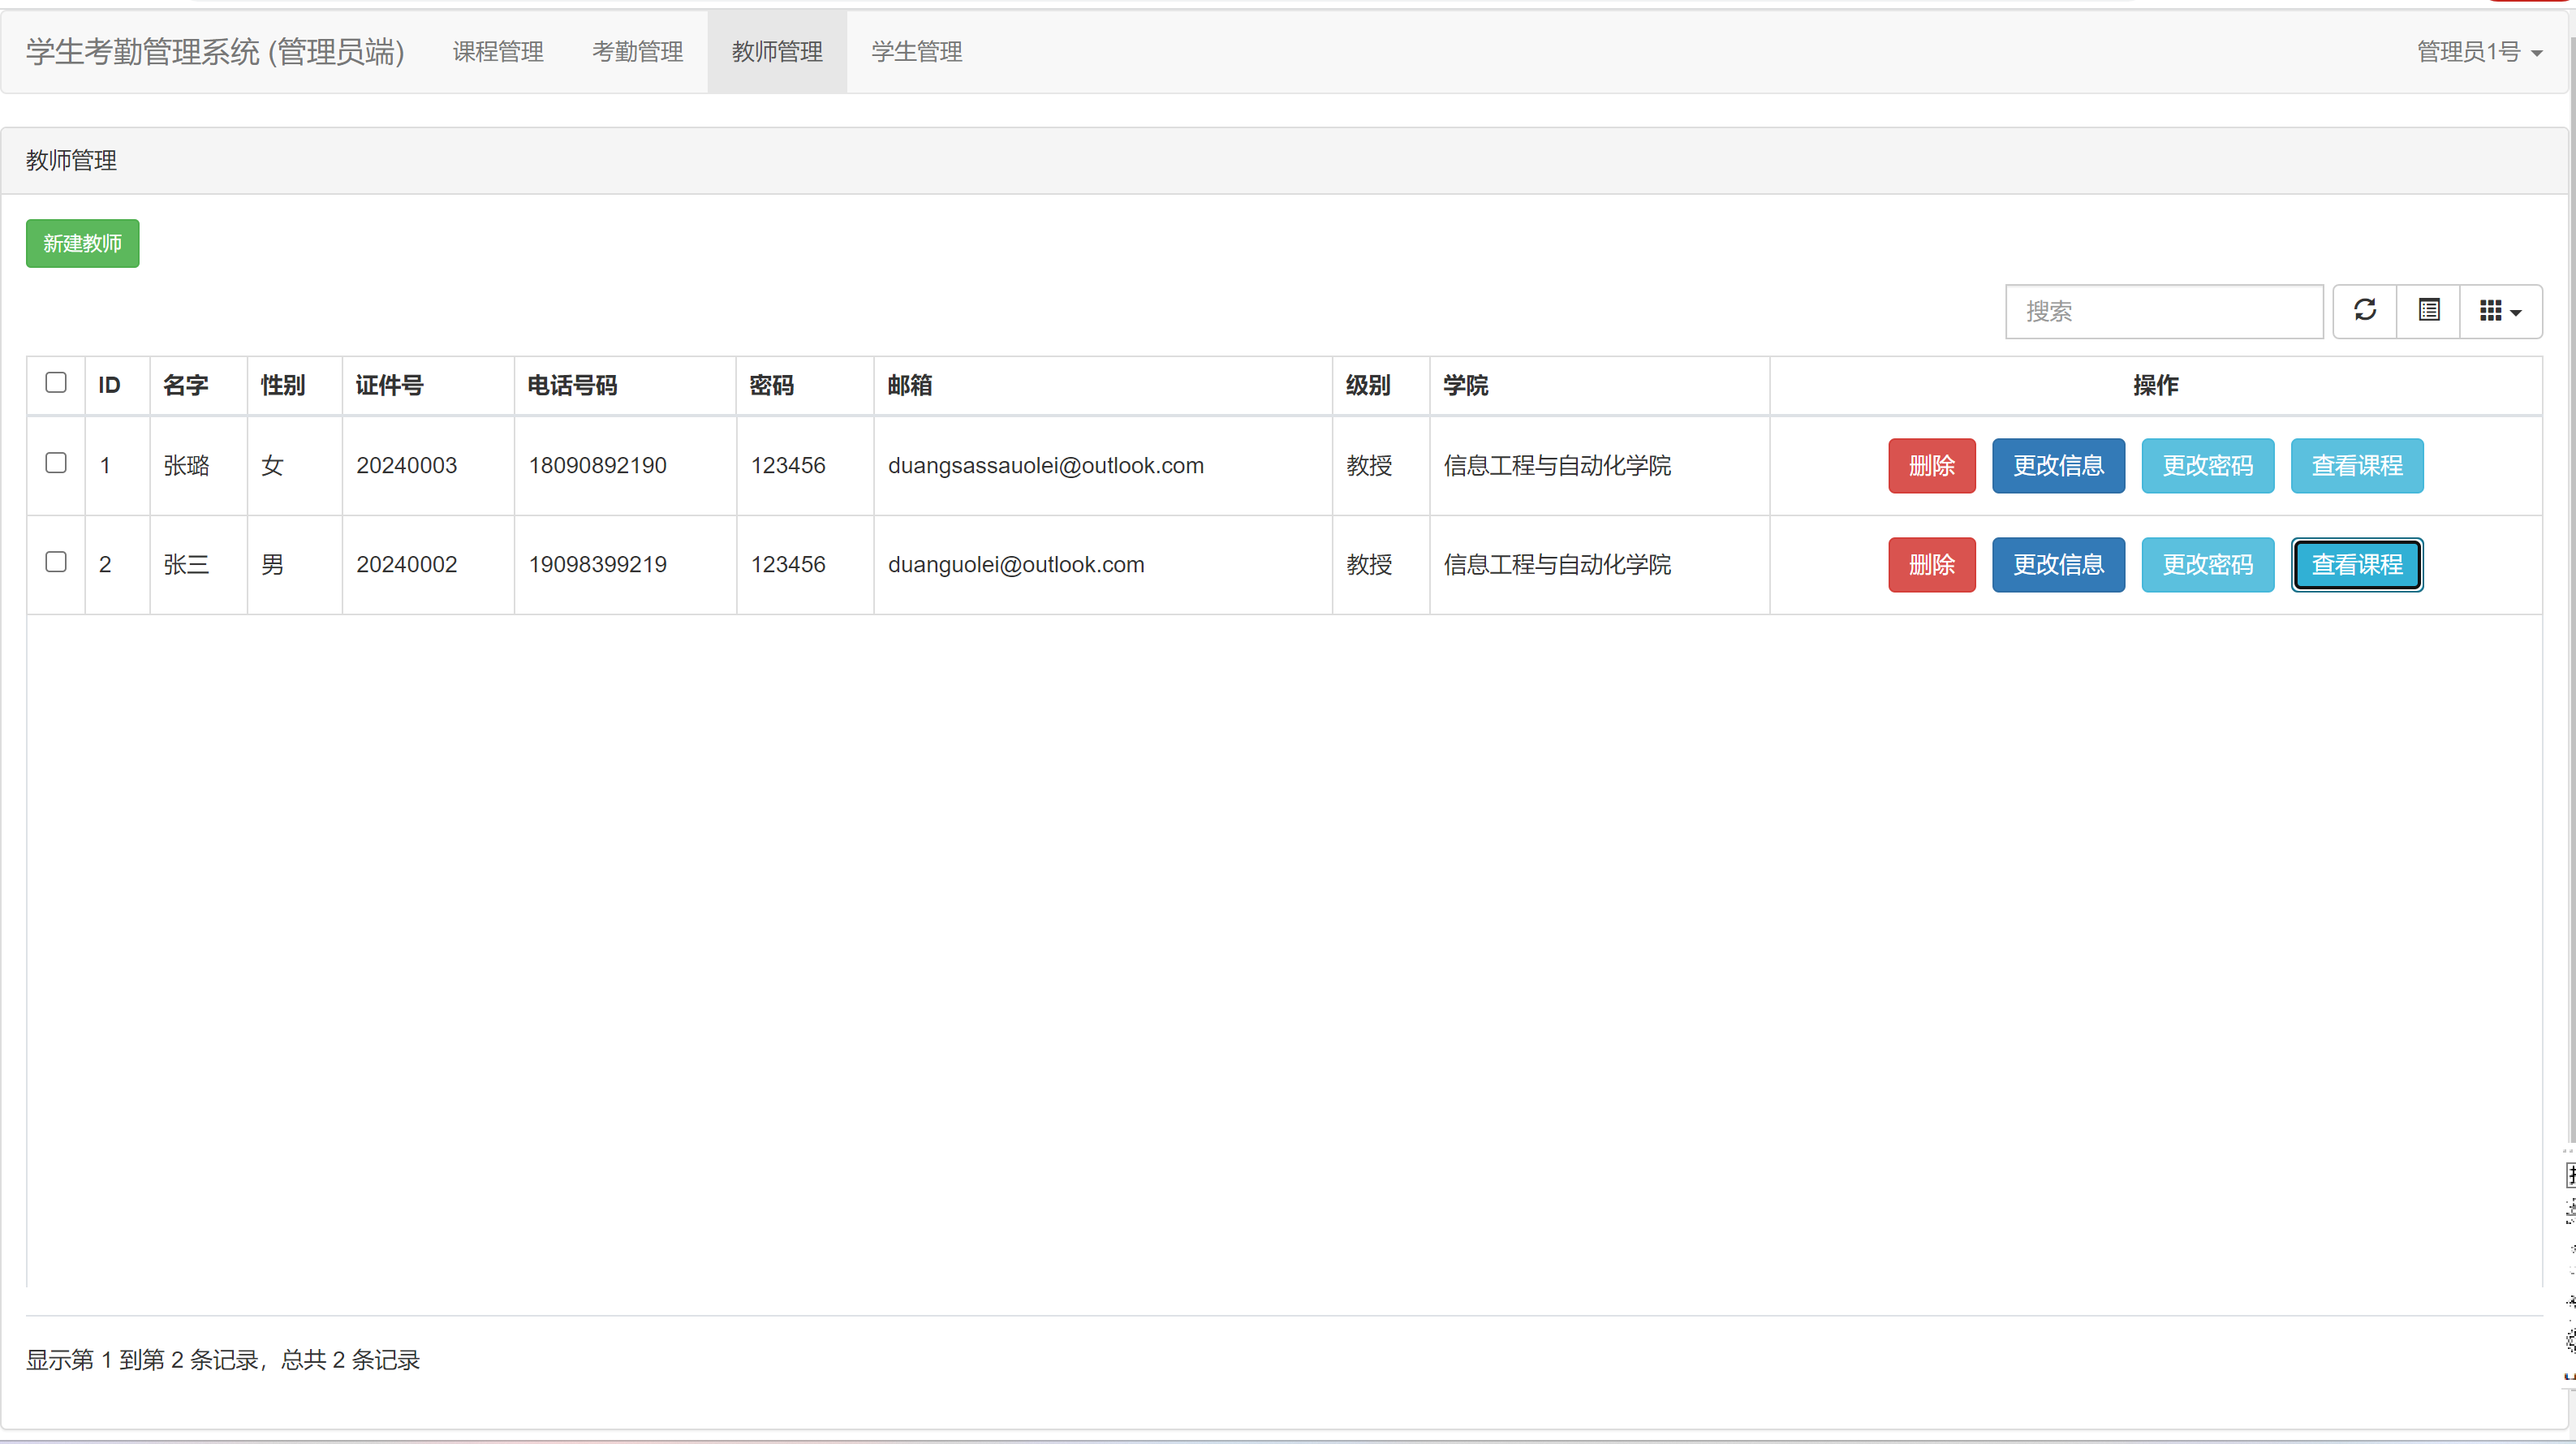 学生考勤管理系统 (管理员端) 课程管理 考勤管理 教师管理 学生管理 管理员1号
教师管理
新建教师
搜索
ID 名字 性别 证件号 电话号码 密码 邮箱 级别 学院 操作
1 张璐 女 20240003 18090892190 123456 duangsassauolei@outlook.com 教授 信息工程与自动化学院 删除 更改信息 更改密码 查看课程
2 张三 男 20240002 19098399219 123456 duanguolei@outlook.com 教授 信息工程与自动化学院 删除 更改信息 更改密码 查看课程
显示第 1 到第 2 条记录，总共 2 条记录